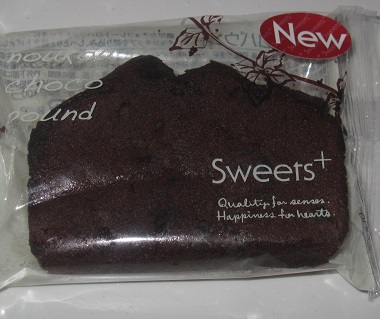 New
choco
pound
Sweets+
Quality for senses.
Happiness for hearts.